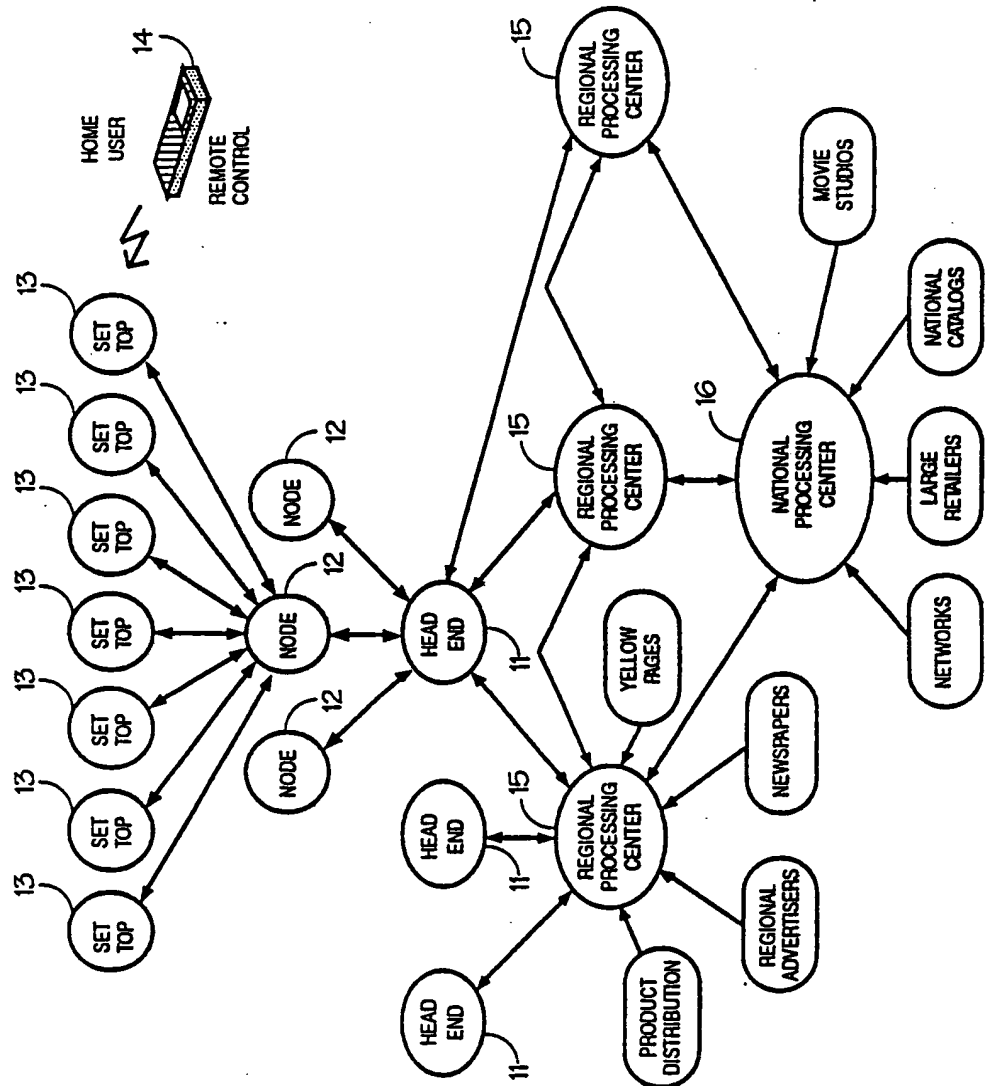 HOME
USER
14
REMOTE
CONTROL
13
SET
TOP
13
SET
TOP
13
SET
TOP
13
SET
TOP
13
SET
TOP
13
SET
TOP
13
SET
TOP
12
NODE
12
NODE
12
NODE
HEAD
END
11
HEAD
END
11
HEAD
END
11
15
REGIONAL
PROCESSING
CENTER
15
REGIONAL
PROCESSING
CENTER
15
REGIONAL
PROCESSING
CENTER
YELLOW
PAGES
NEWSPAPERS
REGIONAL
ADVERTISERS
PRODUCT
DISTRIBUTION
16
NATIONAL
PROCESSING
CENTER
NETWORKS
LARGE
RETAILERS
NATIONAL
CATALOGS
MOVIE
STUDIOS